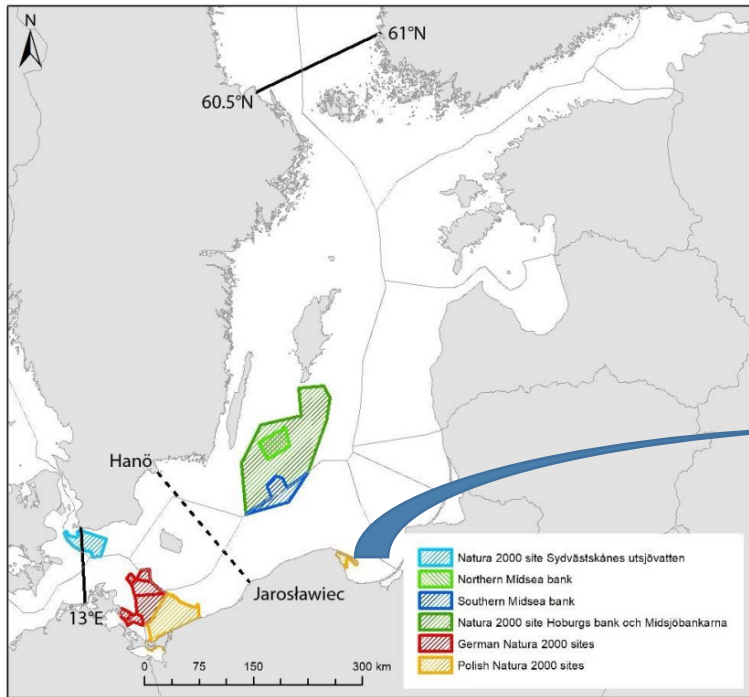 N
61°N
60.5°N
Hanö
Jarosławiec
13°E
0 75 150 300 km
Natura 2000 site Sydvästskånes utsjövatten
Northern Midsea bank
Southern Midsea bank
Natura 2000 site Hoburgs bank och Midsjöbankarna
German Natura 2000 sites
Polish Natura 2000 sites